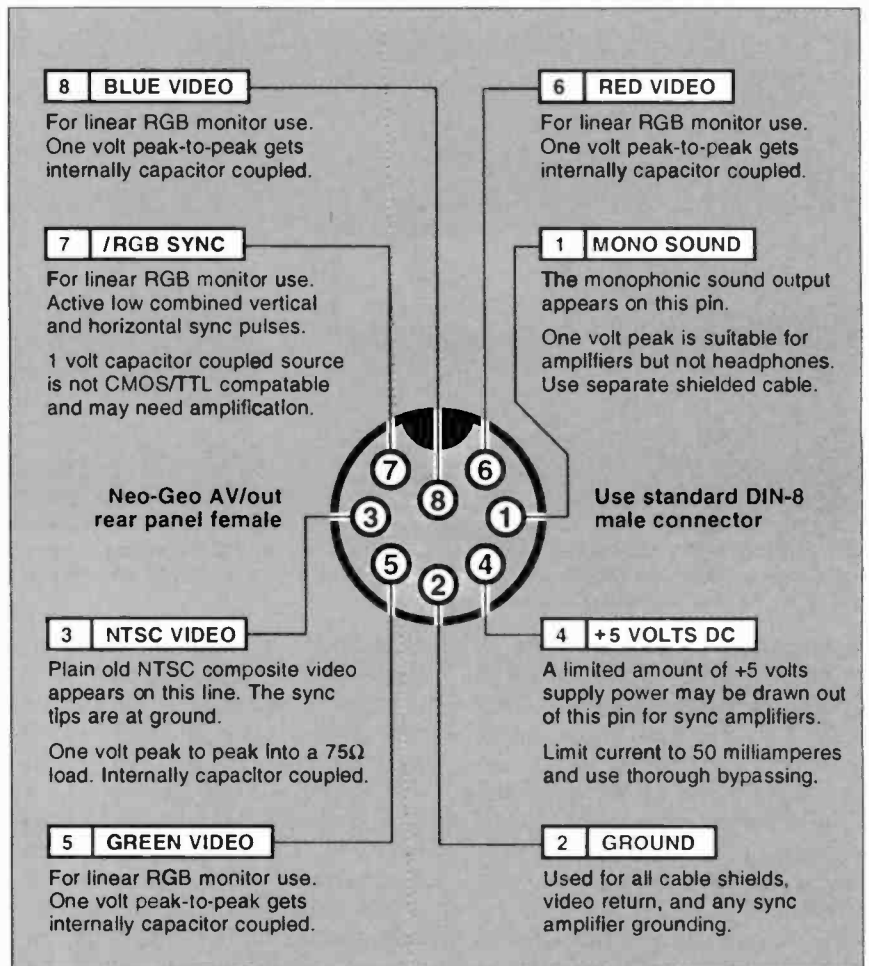 8 BLUE VIDEO
For linear RGB monitor use.
One volt peak-to-peak gets
internally capacitor coupled.
6 RED VIDEO
For linear RGB monitor use.
One volt peak-to-peak gets
internally capacitor coupled.
7 /RGB SYNC
For linear RGB monitor use.
Active low combined vertical
and horizontal sync pulses.
1 volt capacitor coupled source
is not CMOS/TTL compatable
and may need amplification.
1 MONO SOUND
The monophonic sound output
appears on this pin.
One volt peak is suitable for
amplifiers but not headphones.
Use separate shielded cable.
Neo-Geo AV/out
rear panel female
7
6
8
3
1
5
4
2
Use standard DIN-8
male connector
3 NTSC VIDEO
Plain old NTSC composite video
appears on this line. The sync
tips are at ground.
One volt peak to peak into a 75Ω
load. Internally capacitor coupled.
4 +5 VOLTS DC
A limited amount of +5 volts
supply power may be drawn out
of this pin for sync amplifiers.
Limit current to 50 milliamperes
and use thorough bypassing.
5 GREEN VIDEO
For linear RGB monitor use.
One volt peak-to-peak gets
internally capacitor coupled.
2 GROUND
Used for all cable shields,
video return, and any sync
amplifier grounding.